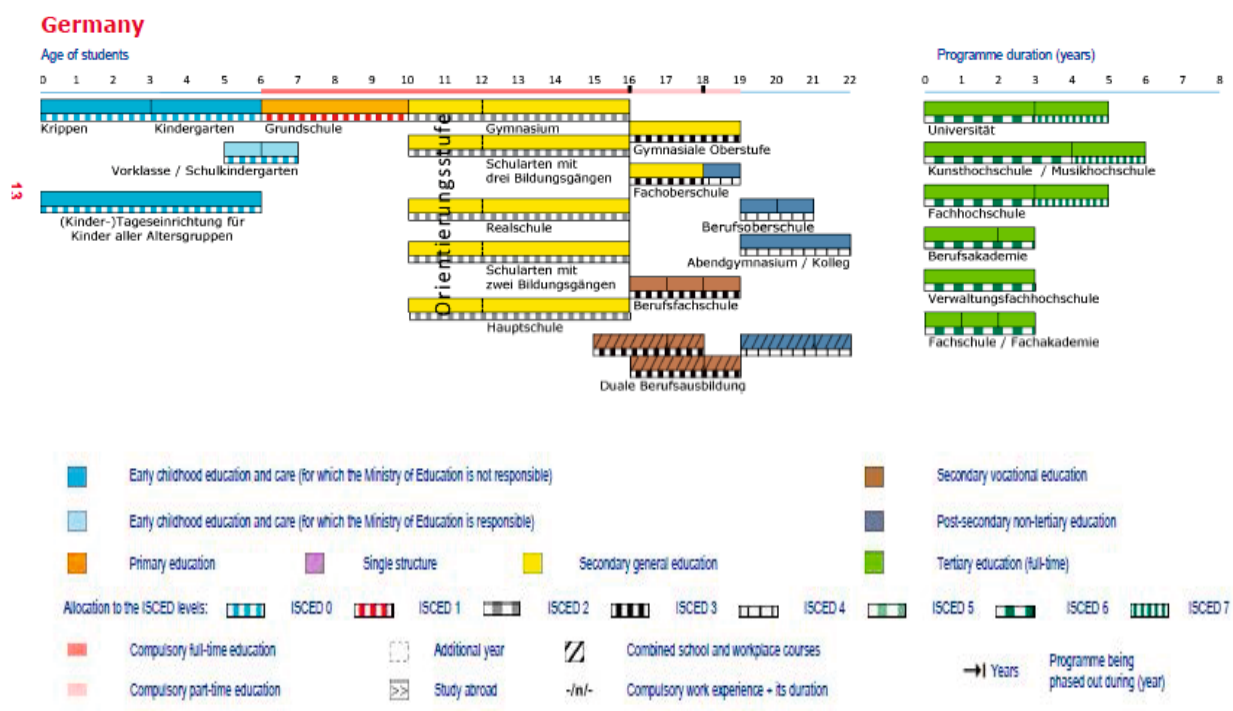 Germany
Age of students
Programme duration (years)
0 1 2 3 4 5 6 7 8 9 10 11 12 13 14 15 16 17 18 19 20 21 22
0 1 2 3 4 5 6 7 8
Krippen Kindergarten Grundschule Gymnasium
Orientierungsstufe
Vorklasse / Schulkindergarten
Schularten mit
drei Bildungsgängen
Gymnasiale Oberstufe
Fachoberschule
13
(Kinder-)Tageseinrichtung für
Kinder aller Altersgruppen
Realschule
Berufsoberschule
Schularten mit
zwei Bildungsgängen
Abendgymnasium / Kolleg
Berufsfachschule
Hauptschule
Duale Berufsausbildung
Universität
Kunsthochschule / Musikhochschule
Fachhochschule
Berufsakademie
Verwaltungsfachhochschule
Fachschule / Fachakademie
Early childhood education and care (for which the Ministry of Education is not responsible)
Secondary vocational education
Early childhood education and care (for which the Ministry of Education is responsible)
Post-secondary non-tertiary education
Primary education Single structure Secondary general education Tertiary education (full-time)
Allocation to the ISCED levels: ISCED 0 ISCED 1 ISCED 2 ISCED 3 ISCED 4 ISCED 5 ISCED 6 ISCED 7
Compulsory full-time education Additional year Combined school and workplace courses
Compulsory part-time education >> Study abroad -/n/- Compulsory work experience + its duration
Years Programme being
phased out during (year)